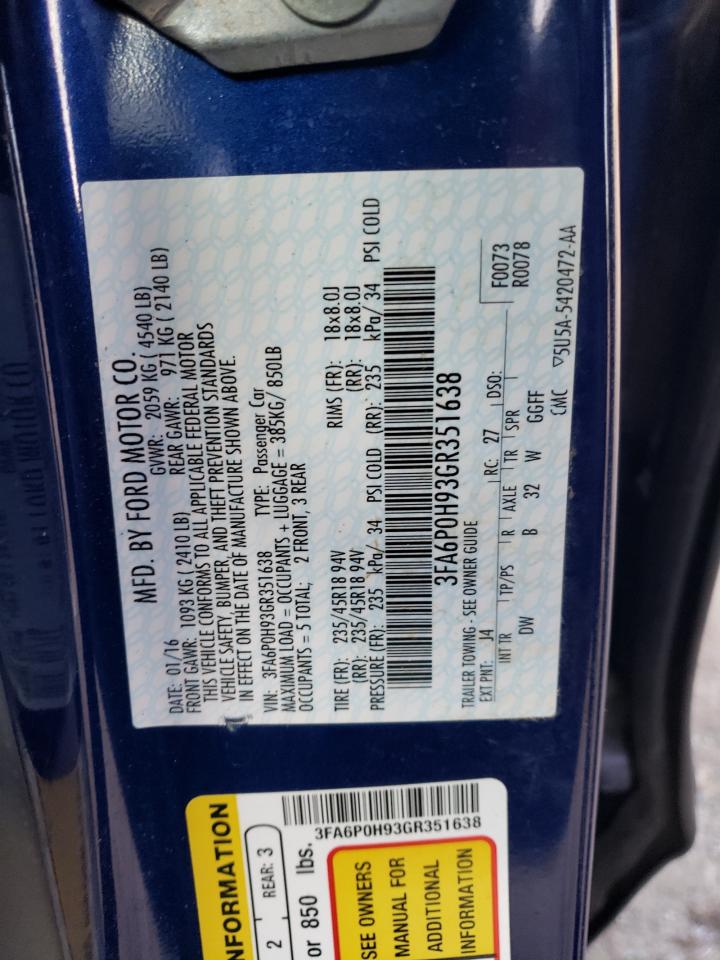 MFD. BY FORD MOTOR CO.
DATE: 01/16 GVWR: 2059 KG ( 4540 LB)
FRONT GAWR: 1093 KG ( 2410 LB) REAR GAWR: 971 KG ( 2140 LB)
THIS VEHICLE CONFORMS TO ALL APPLICABLE FEDERAL MOTOR
VEHICLE SAFETY, BUMPER, AND THEFT PREVENTION STANDARDS
IN EFFECT ON THE DATE OF MANUFACTURE SHOWN ABOVE.
VIN: 3FA6P0H93GR351638 TYPE: Passenger Car
MAXIMUM LOAD = OCCUPANTS + LUGGAGE = 385KG/ 850LB
OCCUPANTS = 5 TOTAL; 2 FRONT, 3 REAR
TIRE (FR): 235/45R18 94V RIMS (FR): 18x8.0J
(RR): 235/45R18 94V (RR): 18x8.0J
PRESSURE (FR): 235 kPa/ 34 PSI COLD (RR): 235 kPa/ 34 PSI COLD
3FA6P0H93GR351638
TRAILER TOWING - SEE OWNER GUIDE
EXT PNT: J4 RC: 27 DSO: F0073
R0078
INT TR TP/PS R AXLE TR SPR
DW B 32 W GGFF
CMC ▽5U5A-5420472-AA
NFORMATION
2 REAR: 3
or 850 lbs.
3FA6P0H93GR351638
SEE OWNERS
MANUAL FOR
ADDITIONAL
INFORMATION